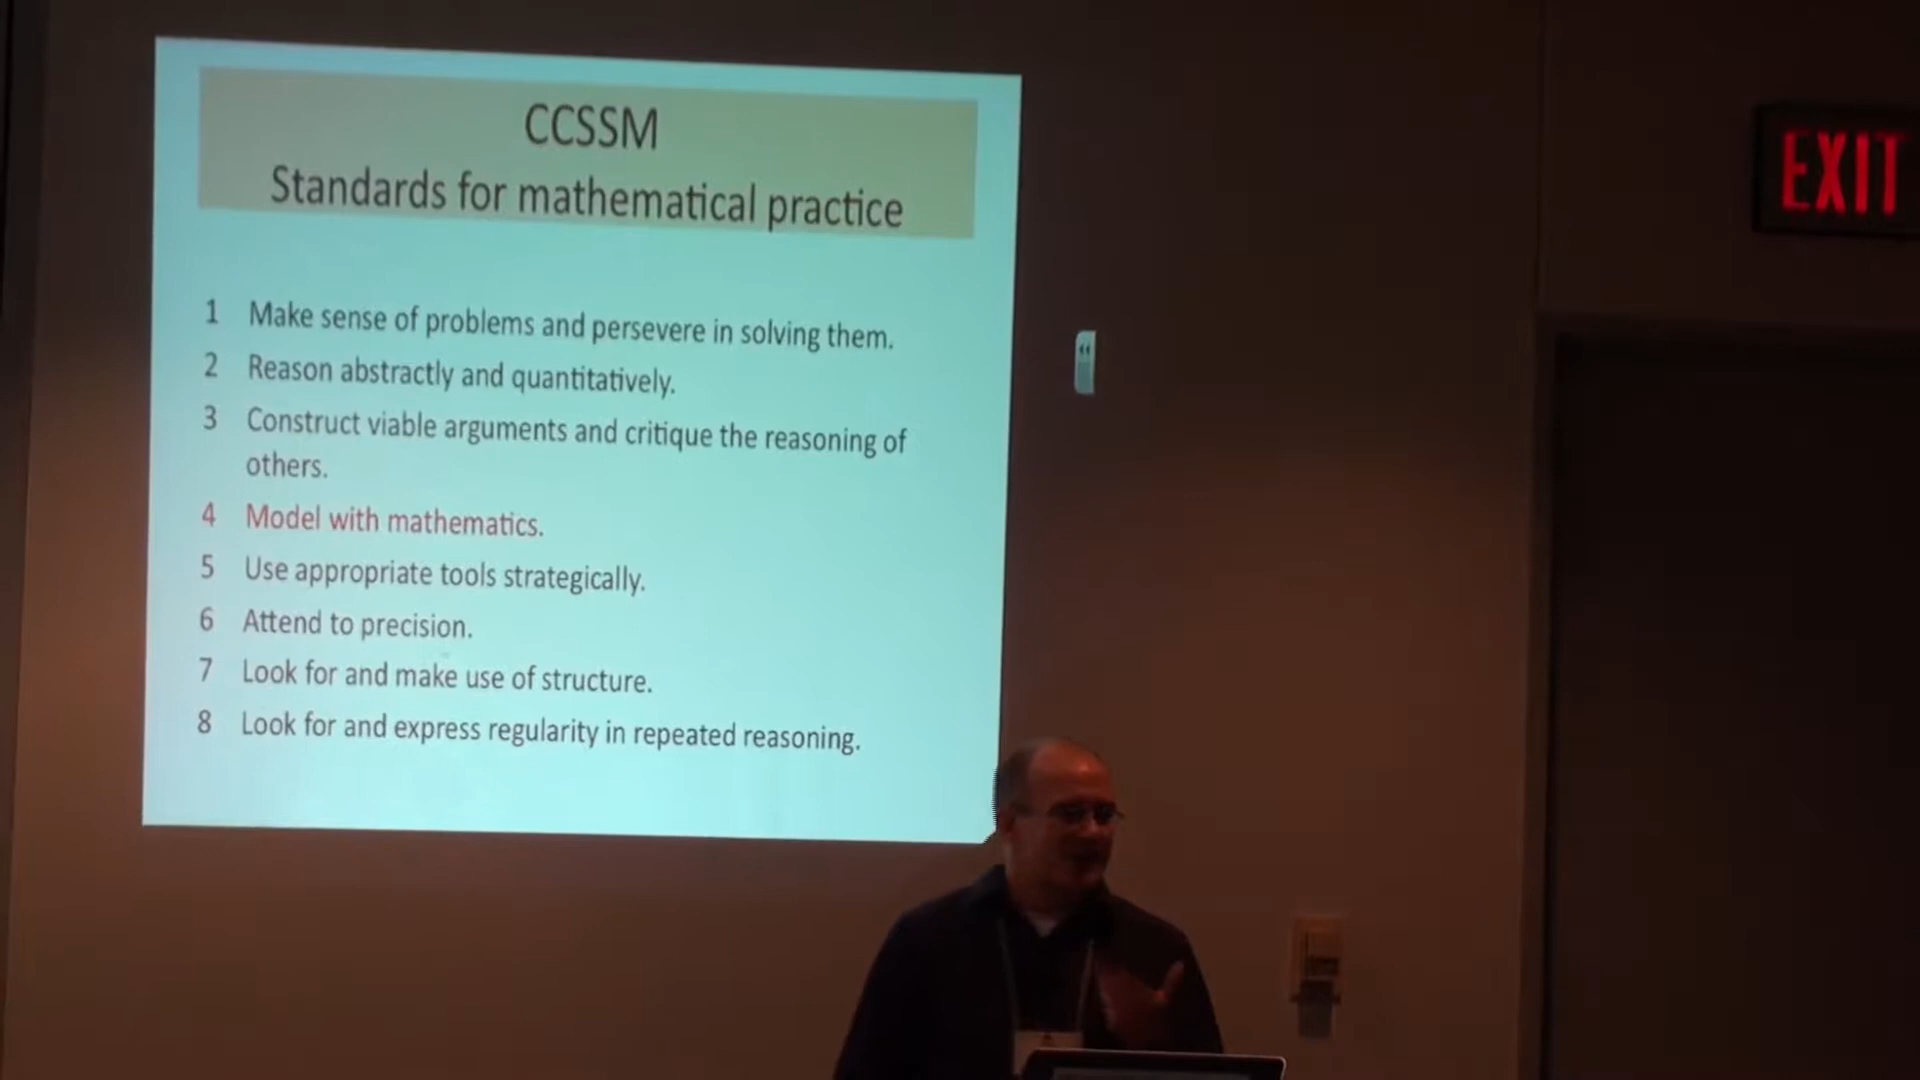 CCSSM
Standards for mathematical practice
1 Make sense of problems and persevere in solving them.
2 Reason abstractly and quantitatively.
3 Construct viable arguments and critique the reasoning of
others.
4 Model with mathematics.
5 Use appropriate tools strategically.
6 Attend to precision.
7 Look for and make use of structure.
8 Look for and express regularity in repeated reasoning.
EXIT